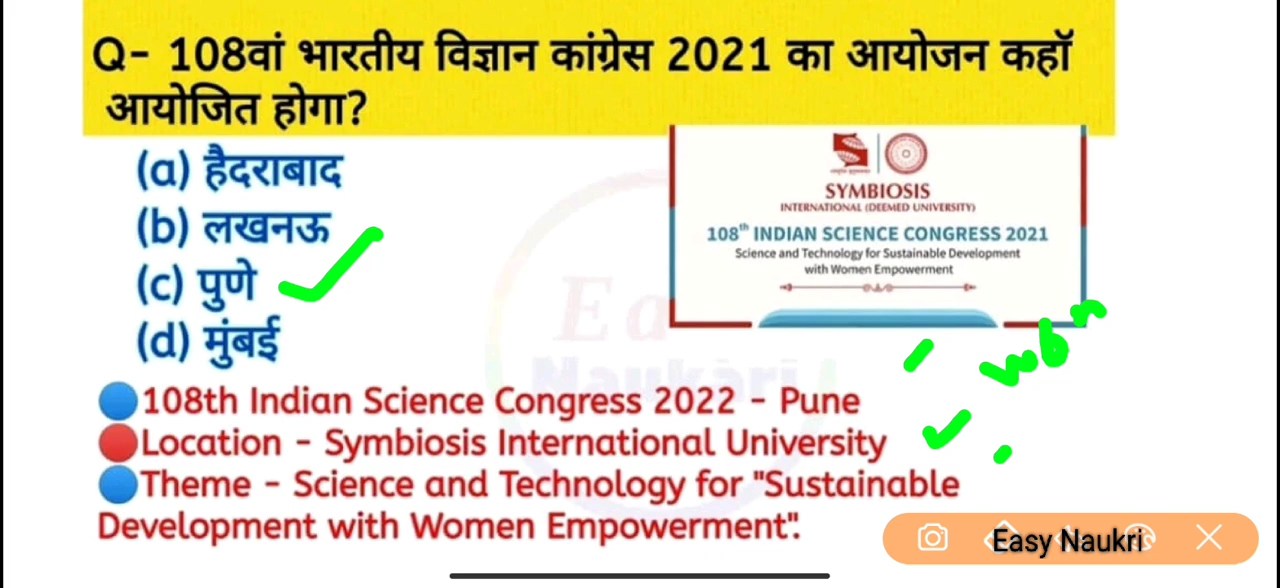 Q- 108वां भारतीय विज्ञान कांग्रेस 2021 का आयोजन कहॉ
आयोजित होगा?
(a) हैदराबाद
(b) लखनऊ
(c) पुणे
(d) मुंबई
SYMBIOSIS
INTERNATIONAL (DEEMED UNIVERSITY)
108th INDIAN SCIENCE CONGRESS 2021
Science and Technology for Sustainable Development
with Women Empowerment
108th Indian Science Congress 2022 - Pune
Location - Symbiosis International University
Theme - Science and Technology for "Sustainable
Development with Women Empowerment".
Easy Naukri